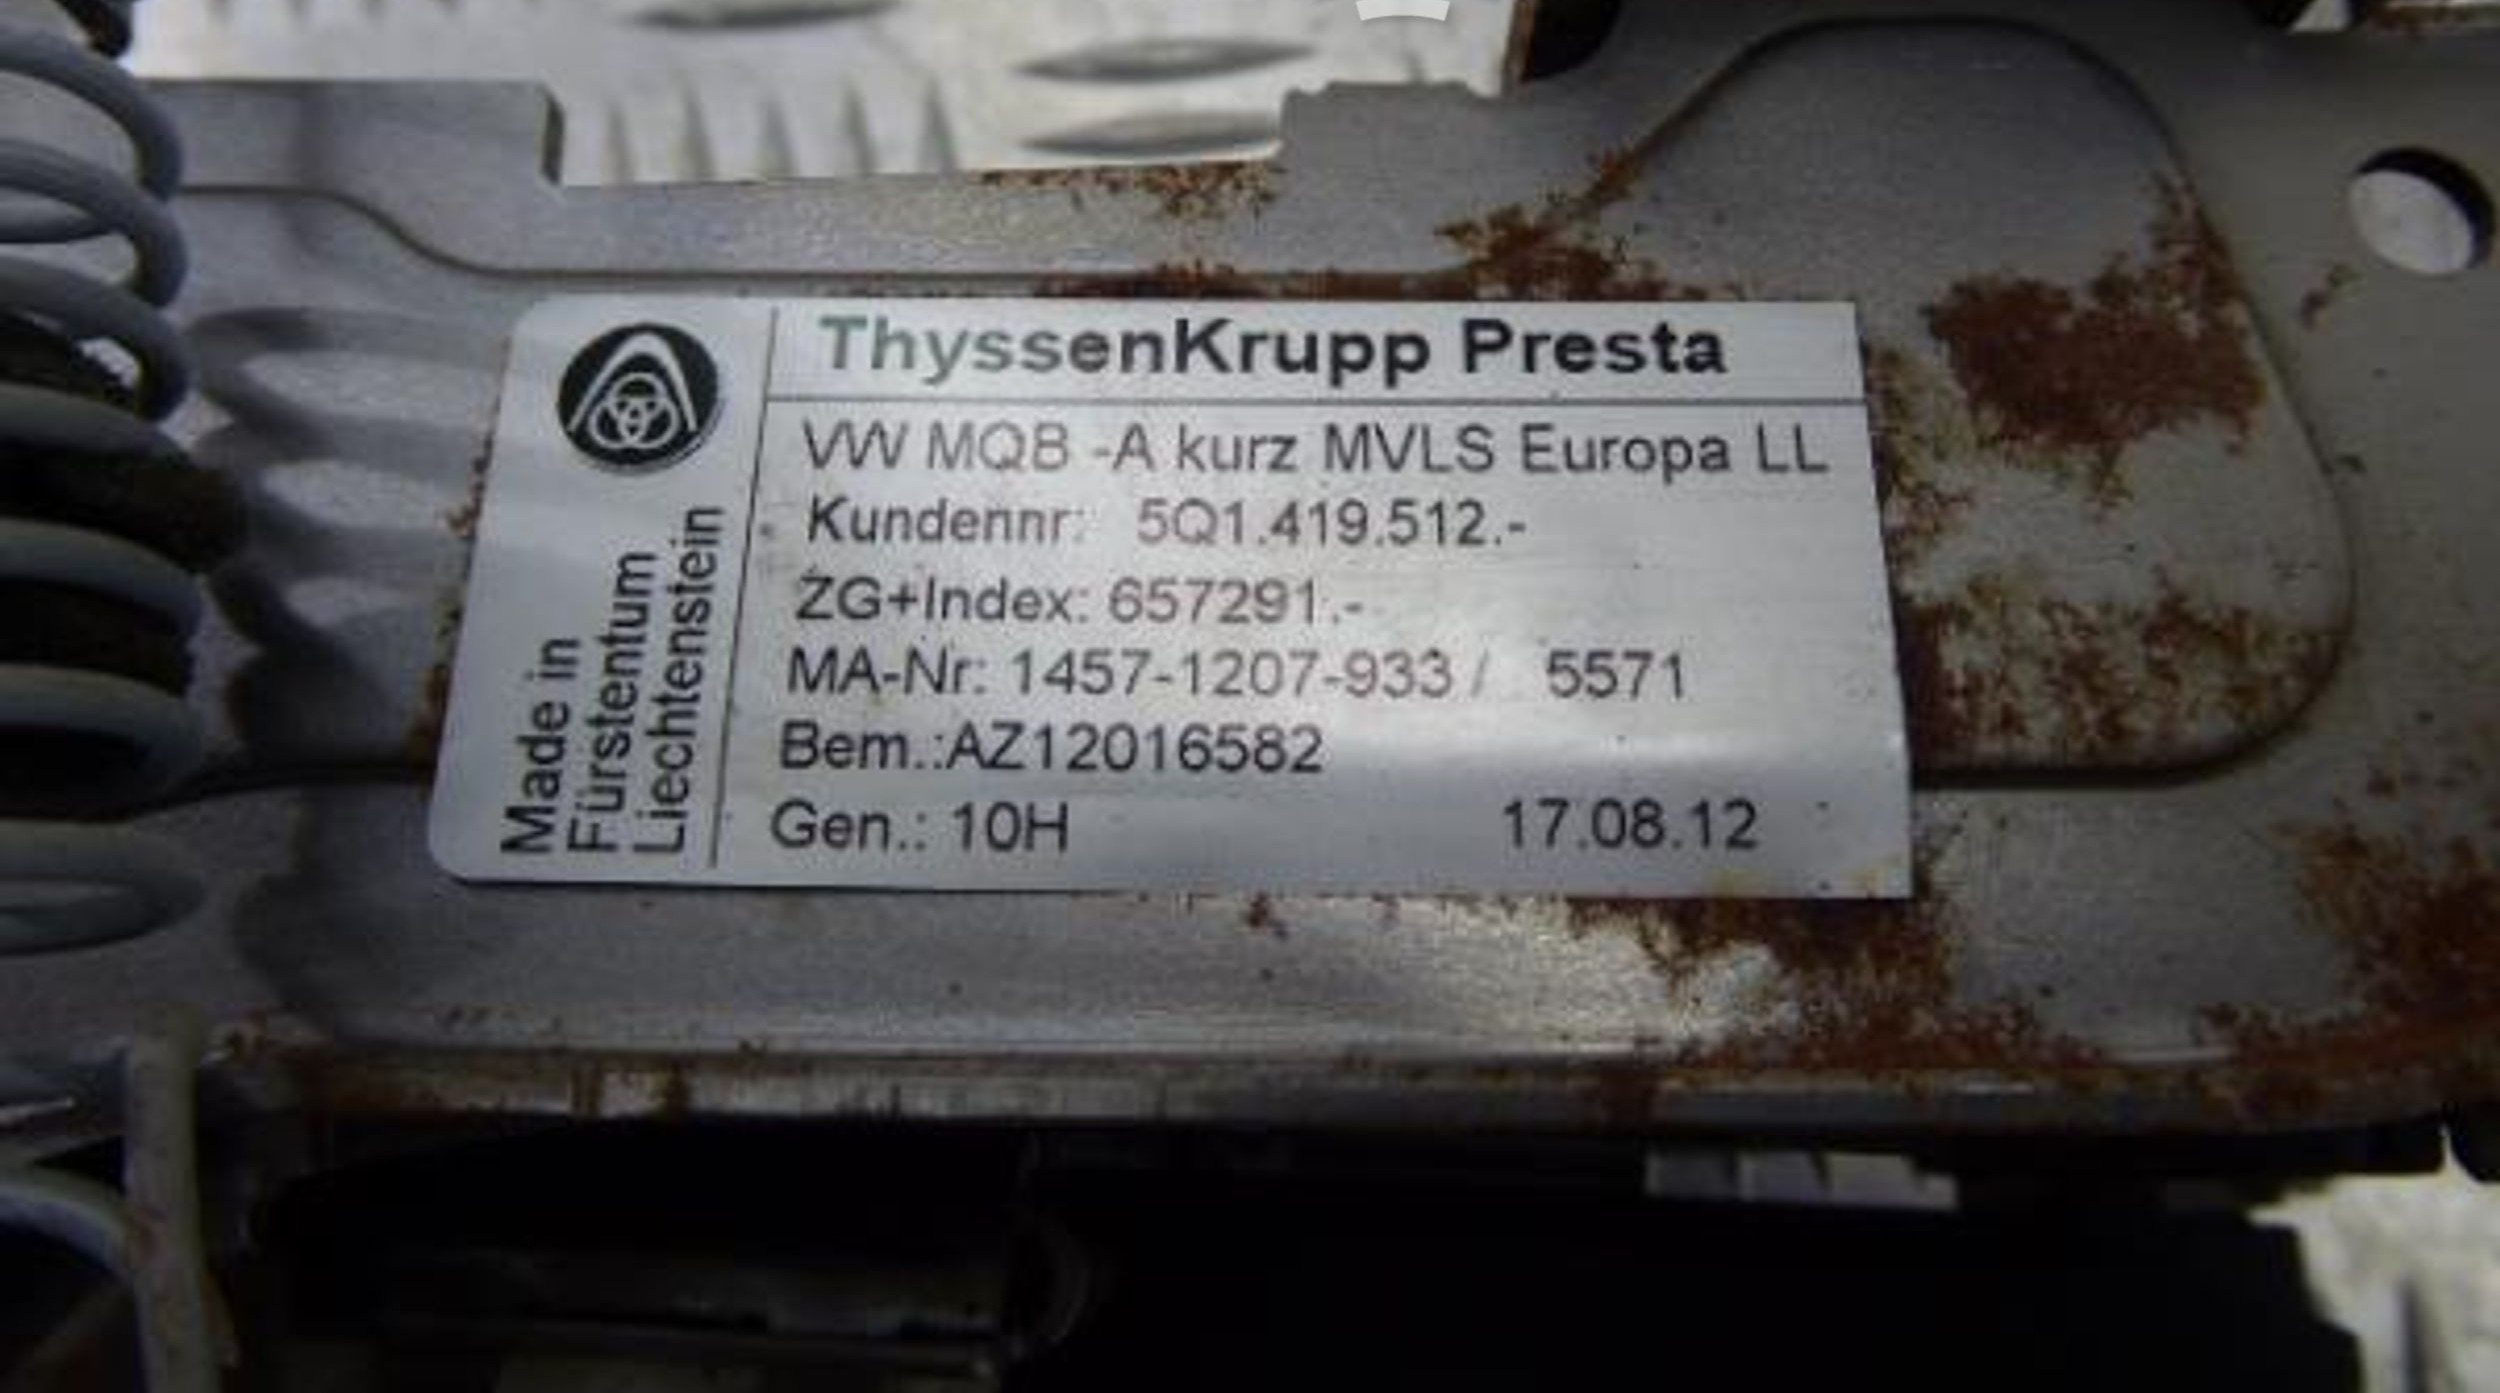 ThyssenKrupp Presta
VW MQB -A kurz MVLS Europa LL
Kundennr: 5Q1.419.512.-
ZG+Index: 657291.-
MA-Nr: 1457-1207-933 / 5571
Bem.:AZ12016582
Gen.: 10H 17.08.12
Made in
Fürstentum
Liechtenstein